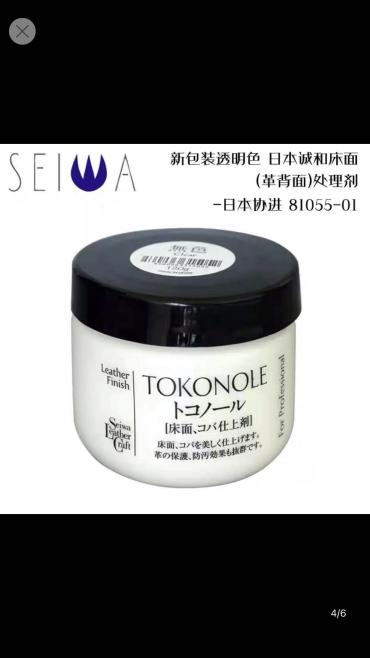 SEIWA
新包装透明色 日本诚和床面
(革背面)处理剂
-日本协进 81055-01
無色
Clear
120g
Leather
Finish
TOKONOLE
トコノール
[床面、コバ仕上剤]
床面、コバを美しく仕上げます。
革の保護、防汚効果も抜群です。
Seiwa
Leather
Craft
For Professional
4/6